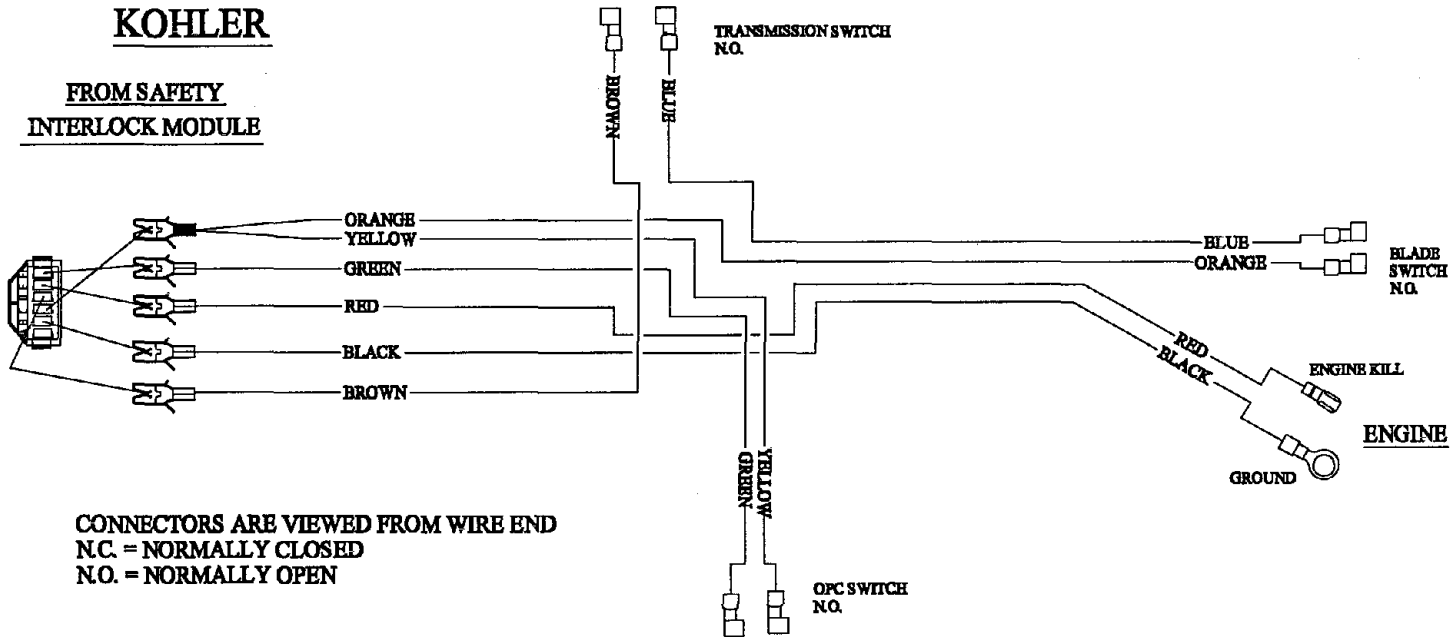 KOHLER
FROM SAFETY
INTERLOCK MODULE
TRANSMISSION SWITCH
N.O.
BROWN
BLUE
ORANGE
YELLOW
GREEN
RED
BLACK
BROWN
BLUE
ORANGE
BLADE
SWITCH
N.O.
RED
BLACK
ENGINE KILL
ENGINE
GROUND
YELLOW
GREEN
OPC SWITCH
N.O.
CONNECTORS ARE VIEWED FROM WIRE END
N.C. = NORMALLY CLOSED
N.O. = NORMALLY OPEN